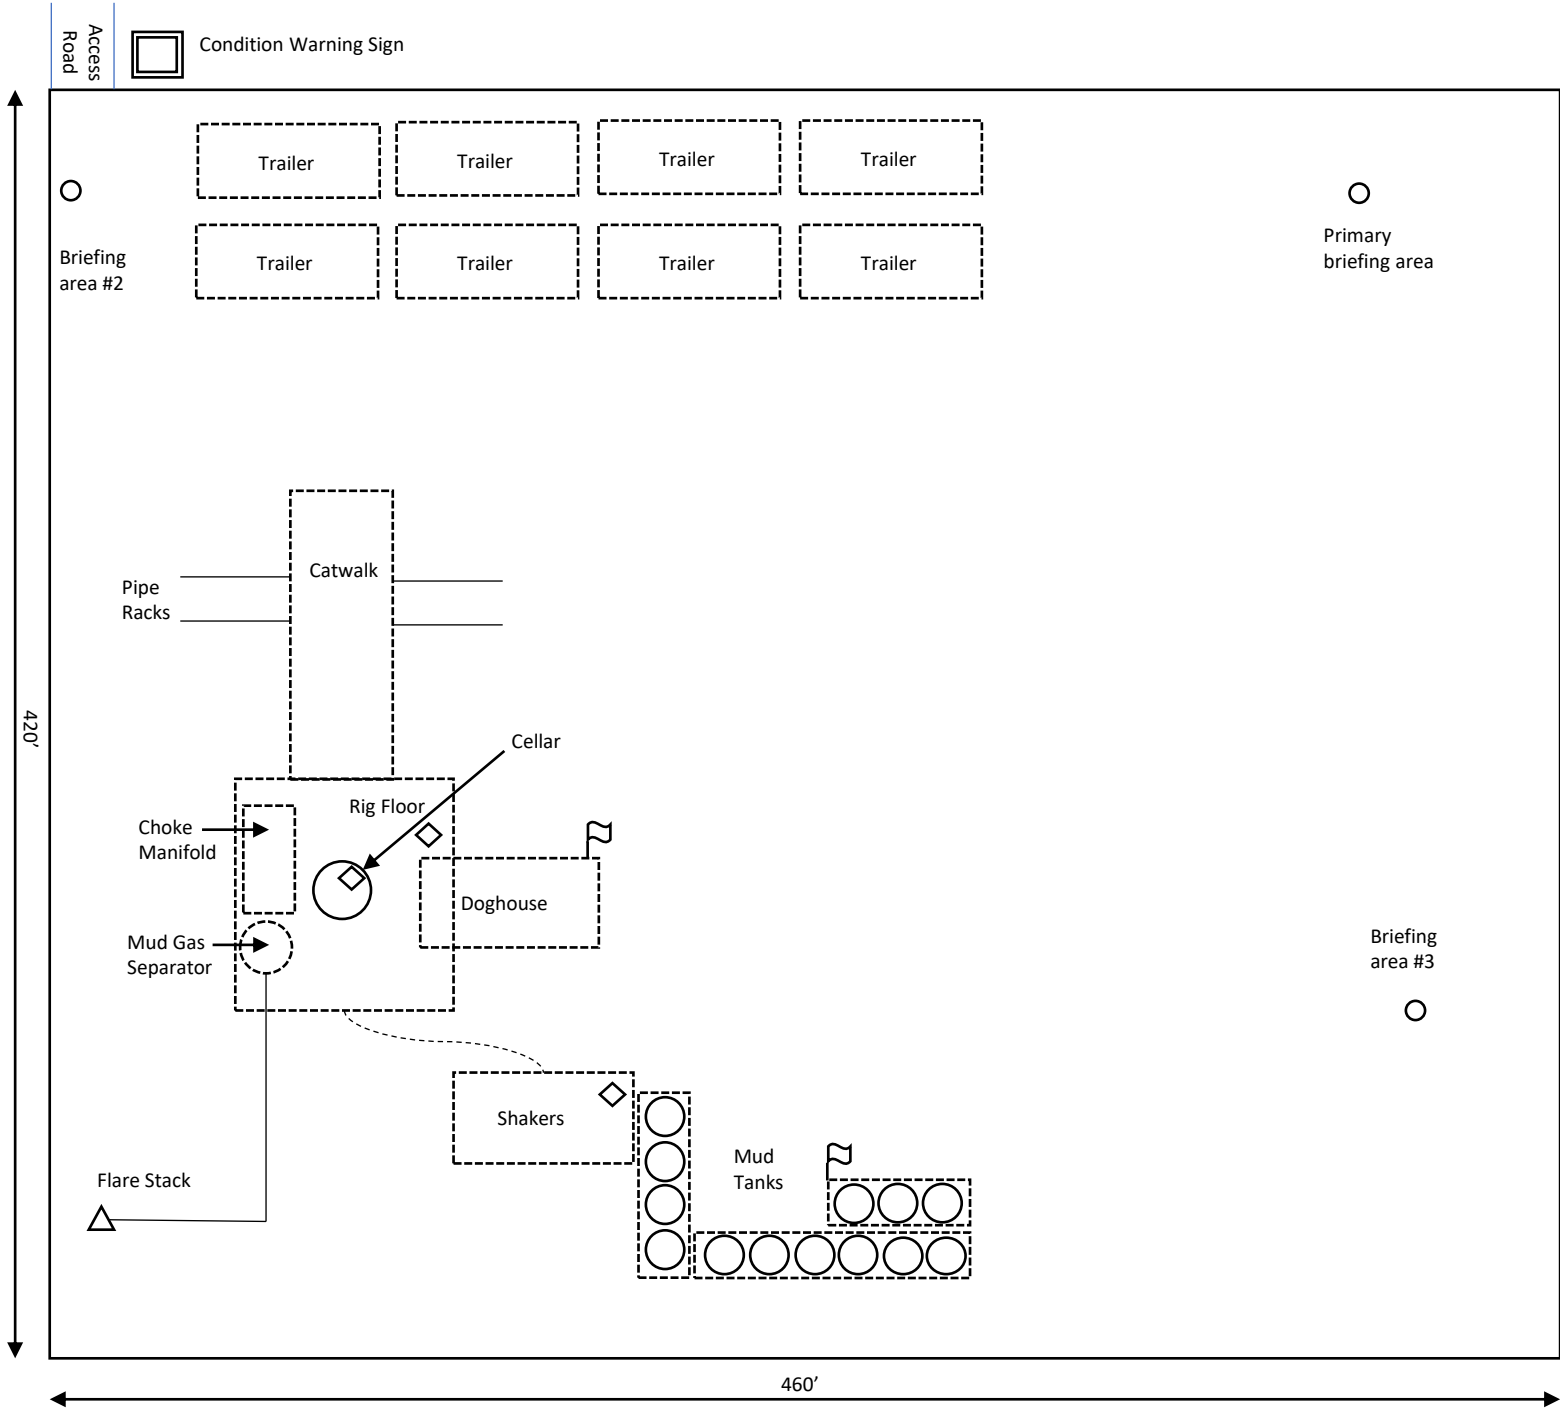 Access
Road
Condition Warning Sign
Trailer
Trailer
Trailer
Trailer
Briefing
area #2
Trailer
Trailer
Trailer
Trailer
Primary
briefing area
Catwalk
Pipe
Racks
420’
Cellar
Rig Floor
Choke
Manifold
Doghouse
Mud Gas
Separator
Briefing
area #3
Shakers
Mud
Tanks
Flare Stack
460’